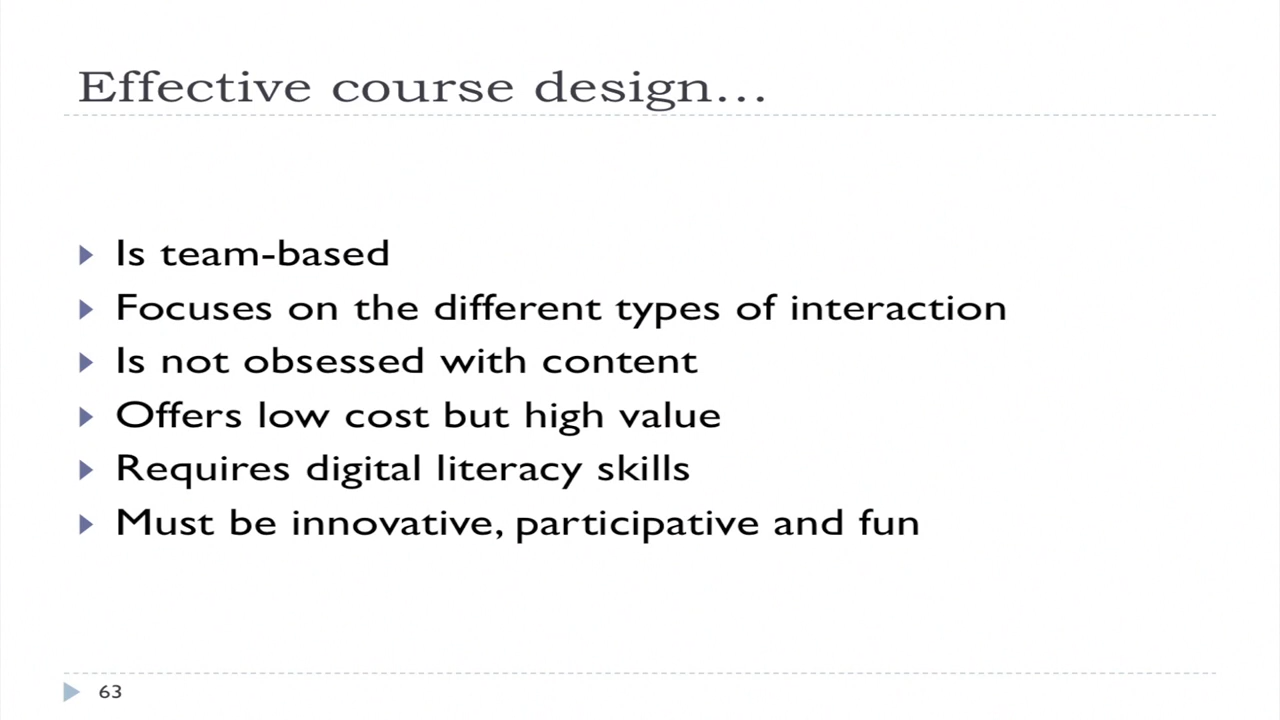 Effective course design...
Is team-based
Focuses on the different types of interaction
Is not obsessed with content
Offers low cost but high value
Requires digital literacy skills
Must be innovative, participative and fun
63